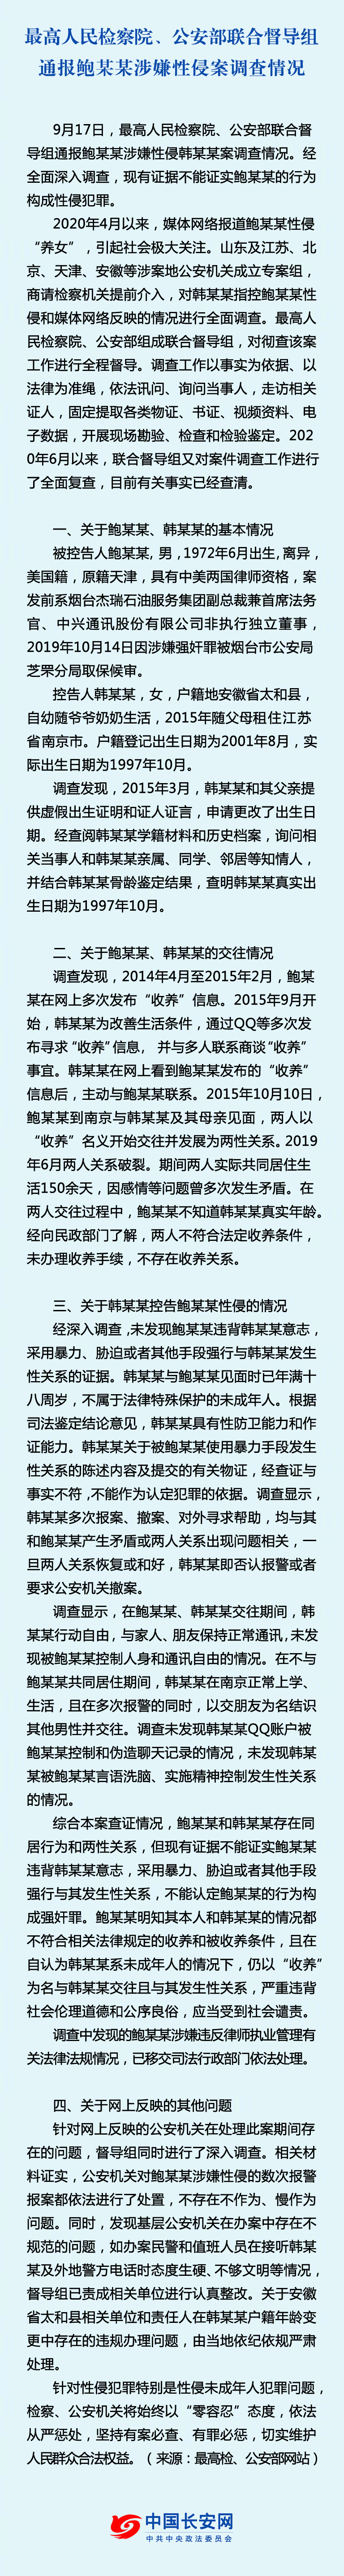 最高人民检察院、公安部联合督导组
通报鲍某某涉嫌性侵案调查情况
9月17日，最高人民检察院、公安部联合督
导组通报鲍某某涉嫌性侵韩某某案调查情况。经
全面深入调查，现有证据不能证实鲍某某的行为
构成性侵犯罪。
2020年4月以来，媒体网络报道鲍某某性侵
“养女”，引起社会极大关注。山东及江苏、北
京、天津、安徽等涉案地公安机关成立专案组，
商请检察机关提前介入，对韩某某指控鲍某某性
侵和媒体网络反映的情况进行全面调查。最高人
民检察院、公安部组成联合督导组，对彻查该案
工作进行全程督导。调查工作以事实为依据、以
法律为准绳，依法讯问、询问当事人，走访相关
证人，固定提取各类物证、书证、视频资料、电
子数据，开展现场勘验、检查和检验鉴定。202
0年6月以来，联合督导组又对案件调查工作进行
了全面复查，目前有关事实已经查清。
一、关于鲍某某、韩某某的基本情况
被控告人鲍某某，男，1972年6月出生，离异，
美国籍，原籍天津，具有中美两国律师资格，案
发前系烟台杰瑞石油服务集团副总裁兼首席法务
官、中兴通讯股份有限公司非执行独立董事，
2019年10月14日因涉嫌强奸罪被烟台市公安局
芝罘分局取保候审。
控告人韩某某，女，户籍地安徽省太和县，
自幼随爷爷奶奶生活，2015年随父母租住江苏
省南京市。户籍登记出生日期为2001年8月，实
际出生日期为1997年10月。
调查发现，2015年3月，韩某某和其父亲提
供虚假出生证明和证人证言，申请更改了出生日
期。经查阅韩某某学籍材料和历史档案，询问相
关当事人和韩某某亲属、同学、邻居等知情人，
并结合韩某某骨龄鉴定结果，查明韩某某真实出
生日期为1997年10月。
二、关于鲍某某、韩某某的交往情况
调查发现，2014年4月至2015年2月，鲍某
某在网上多次发布“收养”信息。2015年9月开
始，韩某某为改善生活条件，通过QQ等多次发
布寻求“收养”信息， 并与多人联系商谈“收养”
事宜。韩某某在网上看到鲍某某发布的“收养”
信息后，主动与鲍某某联系。2015年10月10日，
鲍某某到南京与韩某某及其母亲见面，两人以
“收养”名义开始交往并发展为两性关系。2019
年6月两人关系破裂。期间两人实际共同居住生
活150余天，因感情等问题曾多次发生矛盾。在
两人交往过程中，鲍某某不知道韩某某真实年龄。
经向民政部门了解，两人不符合法定收养条件，
未办理收养手续，不存在收养关系。
三、关于韩某某控告鲍某某性侵的情况
经深入调查，未发现鲍某某违背韩某某意志，
采用暴力、胁迫或者其他手段强行与韩某某发生
性关系的证据。韩某某与鲍某某见面时已年满十
八周岁，不属于法律特殊保护的未成年人。根据
司法鉴定结论意见，韩某某具有性防卫能力和作
证能力。韩某某关于被鲍某某使用暴力手段发生
性关系的陈述内容及提交的有关物证，经查证与
事实不符，不能作为认定犯罪的依据。调查显示，
韩某某多次报案、撤案、对外寻求帮助，均与其
和鲍某某产生矛盾或两人关系出现问题相关，一
旦两人关系恢复或和好，韩某某即否认报警或者
要求公安机关撤案。
调查显示，在鲍某某、韩某某交往期间，韩
某某行动自由，与家人、朋友保持正常通讯，未发
现被鲍某某控制人身和通讯自由的情况。在不与
鲍某某共同居住期间，韩某某在南京正常上学、
生活，且在多次报警的同时，以交朋友为名结识
其他男性并交往。调查未发现韩某某QQ账户被
鲍某某控制和伪造聊天记录的情况，未发现韩某
某被鲍某某言语洗脑、实施精神控制发生性关系
的情况。
综合本案查证情况，鲍某某和韩某某存在同
居行为和两性关系，但现有证据不能证实鲍某某
违背韩某某意志，采用暴力、胁迫或者其他手段
强行与其发生性关系，不能认定鲍某某的行为构
成强奸罪。鲍某某明知其本人和韩某某的情况都
不符合相关法律规定的收养和被收养条件，且在
自认为韩某某系未成年人的情况下，仍以“收养”
为名与韩某某交往且与其发生性关系，严重违背
社会伦理道德和公序良俗，应当受到社会谴责。
调查中发现的鲍某某涉嫌违反律师执业管理有
关法律法规情况，已移交司法行政部门依法处理。
四、关于网上反映的其他问题
针对网上反映的公安机关在处理此案期间存
在的问题，督导组同时进行了深入调查。相关材
料证实，公安机关对鲍某某涉嫌性侵的数次报警
报案都依法进行了处置，不存在不作为、慢作为
问题。同时，发现基层公安机关在办案中存在不
规范的问题，如办案民警和值班人员在接听韩某
某及外地警方电话时态度生硬、不够文明等情况，
督导组已责成相关单位进行认真整改。关于安徽
省太和县相关单位和责任人在韩某某户籍年龄变
更中存在的违规办理问题，由当地依纪依规严肃
处理。
针对性侵犯罪特别是性侵未成年人犯罪问题，
检察、公安机关将始终以“零容忍”态度，依法
从严惩处，坚持有案必查、有罪必惩，切实维护
人民群众合法权益。（来源：最高检、公安部网站）
中国长安网
中共中央政法委员会